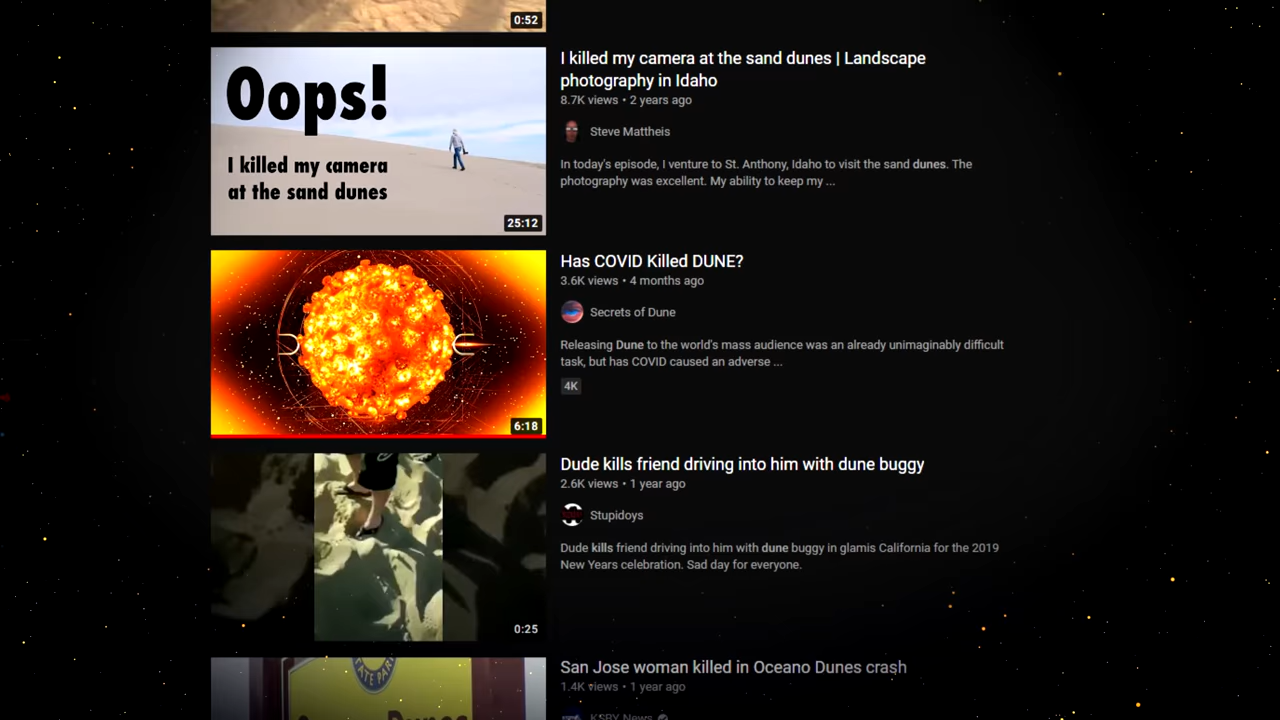 0:52
Oops!
I killed my camera
at the sand dunes
25:12
I killed my camera at the sand dunes | Landscape
photography in Idaho
8.7K views • 2 years ago
Steve Mattheis
In today's episode, I venture to St. Anthony, Idaho to visit the sand dunes. The
photography was excellent. My ability to keep my ...
6:18
Has COVID Killed DUNE?
3.6K views • 4 months ago
Secrets of Dune
Releasing Dune to the world's mass audience was an already unimaginably difficult
task, but has COVID caused an adverse ...
4K
0:25
Dude kills friend driving into him with dune buggy
2.6K views • 1 year ago
Stupidoys
Dude kills friend driving into him with dune buggy in glamis California for the 2019
New Years celebration. Sad day for everyone.
San Jose woman killed in Oceano Dunes crash
1.4K views • 1 year ago
KSBY News